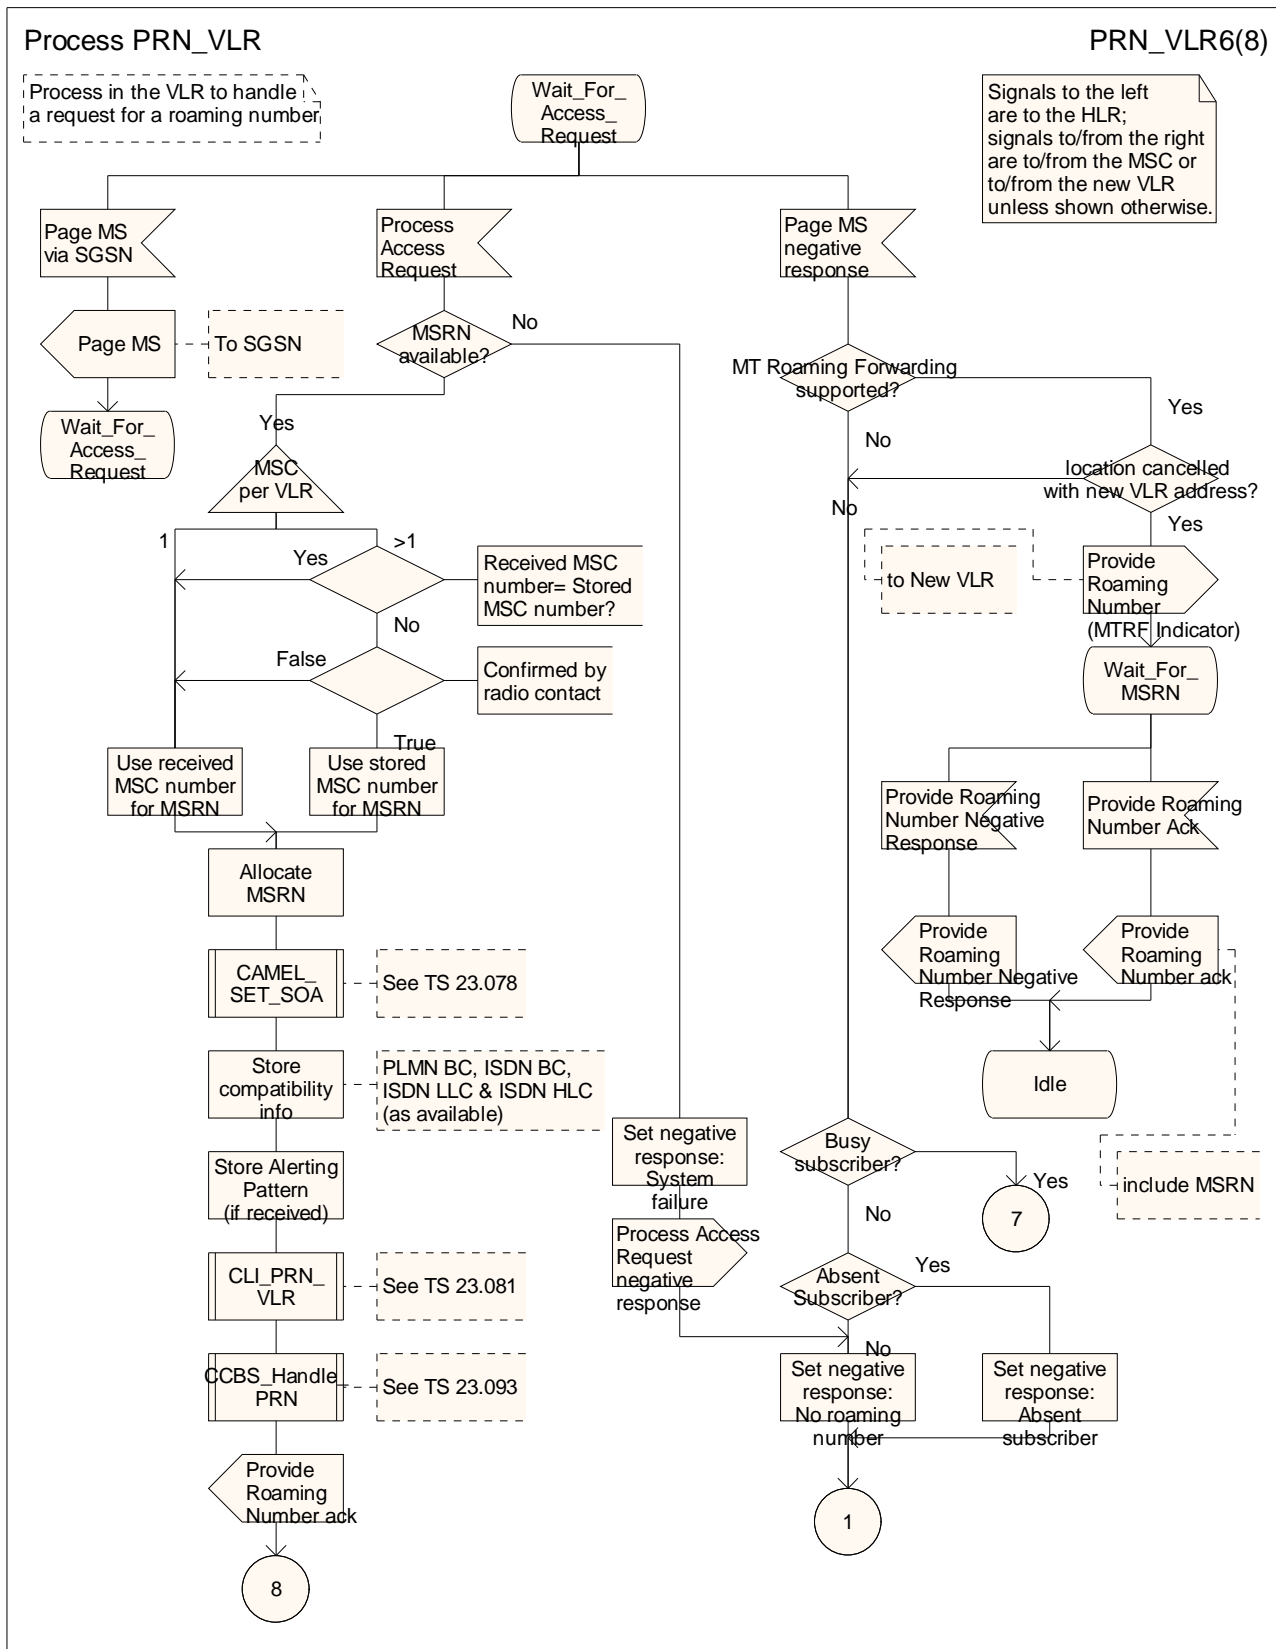 Process PRN_VLR
PRN_VLR6(8)
Process in the VLR to handle
a request for a roaming number
Wait_For_
Access_
Request
Signals to the left
are to the HLR;
signals to/from the right
are to/from the MSC or
to/from the new VLR
unless shown otherwise.
Page MS
via SGSN
Process
Access
Request
Page MS
negative
response
Page MS
To SGSN
MSRN
available?
No
Yes
MT Roaming Forwarding
supported?
Yes
No
Wait_For_
Access_
Request
MSC
per VLR
location cancelled
with new VLR address?
No
Yes
1
>1
Yes
Received MSC
number= Stored
MSC number?
No
to New VLR
Provide
Roaming
Number
(MTRF Indicator)
False
Confirmed by
radio contact
True
Wait_For_
MSRN
Use received
MSC number
for MSRN
Use stored
MSC number
for MSRN
Provide Roaming
Number Negative
Response
Provide Roaming
Number Ack
Allocate
MSRN
Provide
Roaming
Number Negative
Response
Provide
Roaming
Number ack
CAMEL_
SET_SOA
See TS 23.078
Store
compatibility
info
PLMN BC, ISDN BC,
ISDN LLC & ISDN HLC
(as available)
Idle
Set negative
response:
System
failure
Busy
subscriber?
Yes
No
7
include MSRN
Store Alerting
Pattern
(if received)
Process Access
Request
negative
response
CLI_PRN_
VLR
See TS 23.081
Absent
Subscriber?
Yes
No
CCBS_Handle_
PRN
See TS 23.093
Set negative
response:
No roaming
number
Set negative
response:
Absent
subscriber
Provide
Roaming
Number ack
1
8